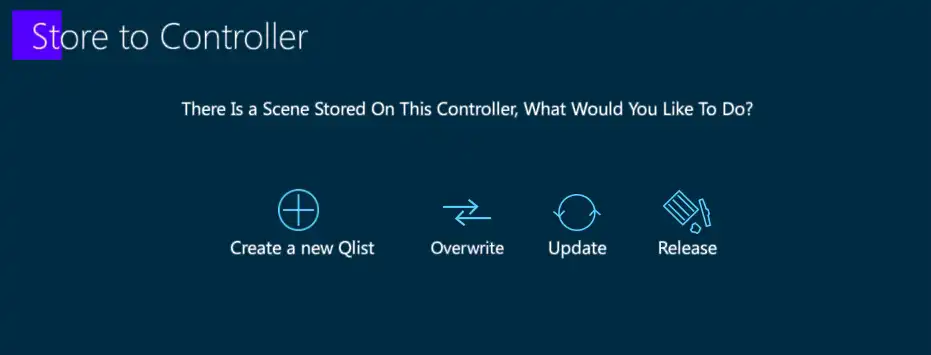 Store to Controller
There Is a Scene Stored On This Controller, What Would You Like To Do?
Create a new Qlist
Overwrite
Update
Release